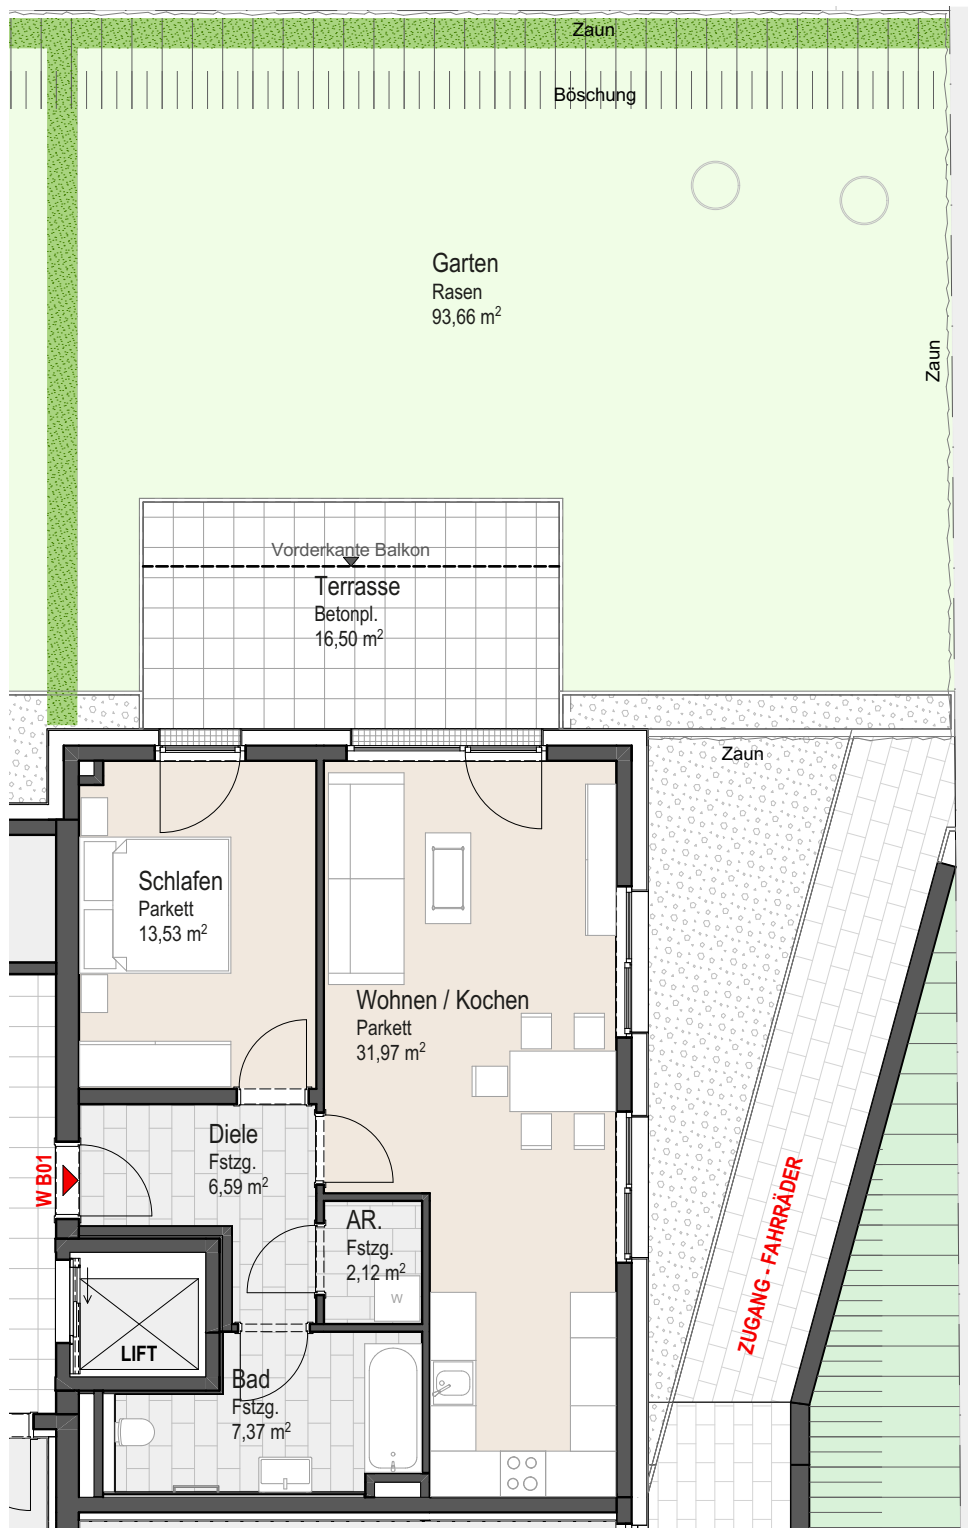 Zaun
Böschung
Garten
Rasen
93,66 m²
Zaun
Vorderkante Balkon
Terrasse
Betonpl.
16,50 m²
Zaun
Schlafen
Parkett
13,53 m²
Wohnen / Kochen
Parkett
31,97 m²
Diele
Fstzg.
6,59 m²
W B01
AR.
Fstzg.
2,12 m²
W
ZUGANG - FAHRRÄDER
LIFT
Bad
Fstzg.
7,37 m²